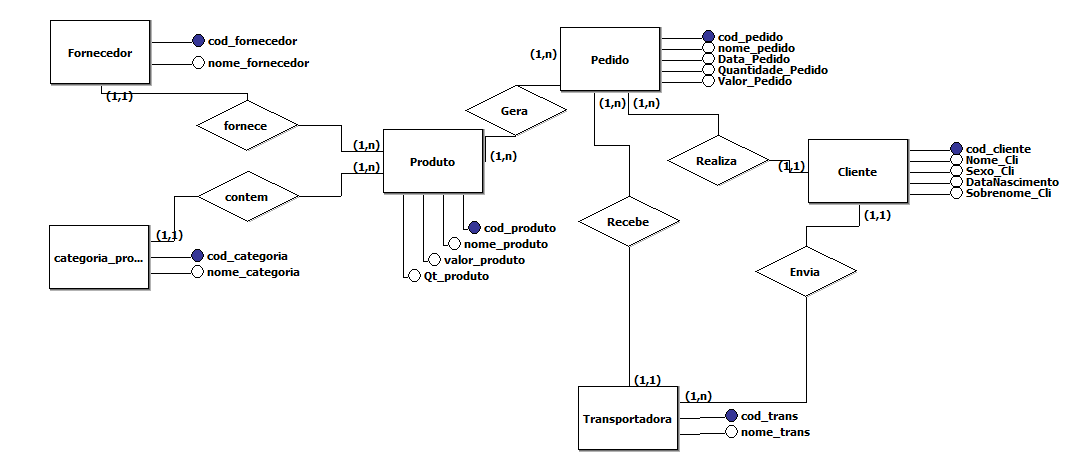 Fornecedor
cod_fornecedor
nome_fornecedor
(1,1)
fornece
(1,n)
Produto
(1,n)
contem
(1,1)
categoria_pro...
cod_categoria
nome_categoria
cod_produto
nome_produto
valor_produto
Qt_produto
(1,n)
Gera
(1,n)
Pedido
cod_pedido
nome_pedido
Data_Pedido
Quantidade_Pedido
Valor_Pedido
(1,n)
(1,n)
Realiza
(1,1)
Cliente
cod_cliente
Nome_Cli
Sexo_Cli
DataNascimento
Sobrenome_Cli
(1,1)
Recebe
Envia
(1,1)
(1,n)
Transportadora
cod_trans
nome_trans